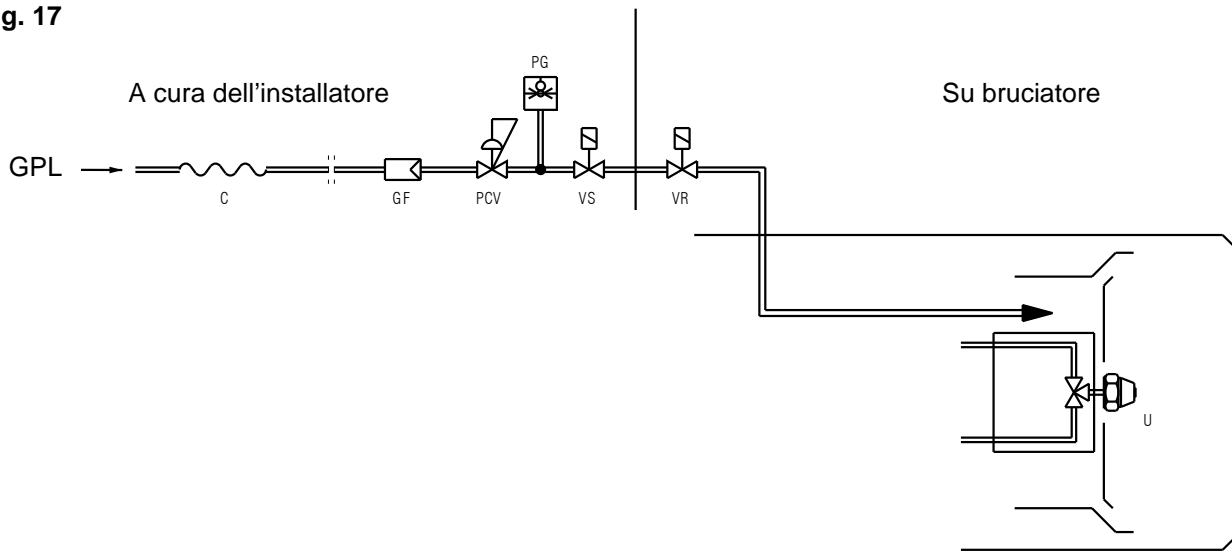 g. 17
PG
A cura dell'installatore
Su bruciatore
GPL
C
GF
PCV
VS
VR
U